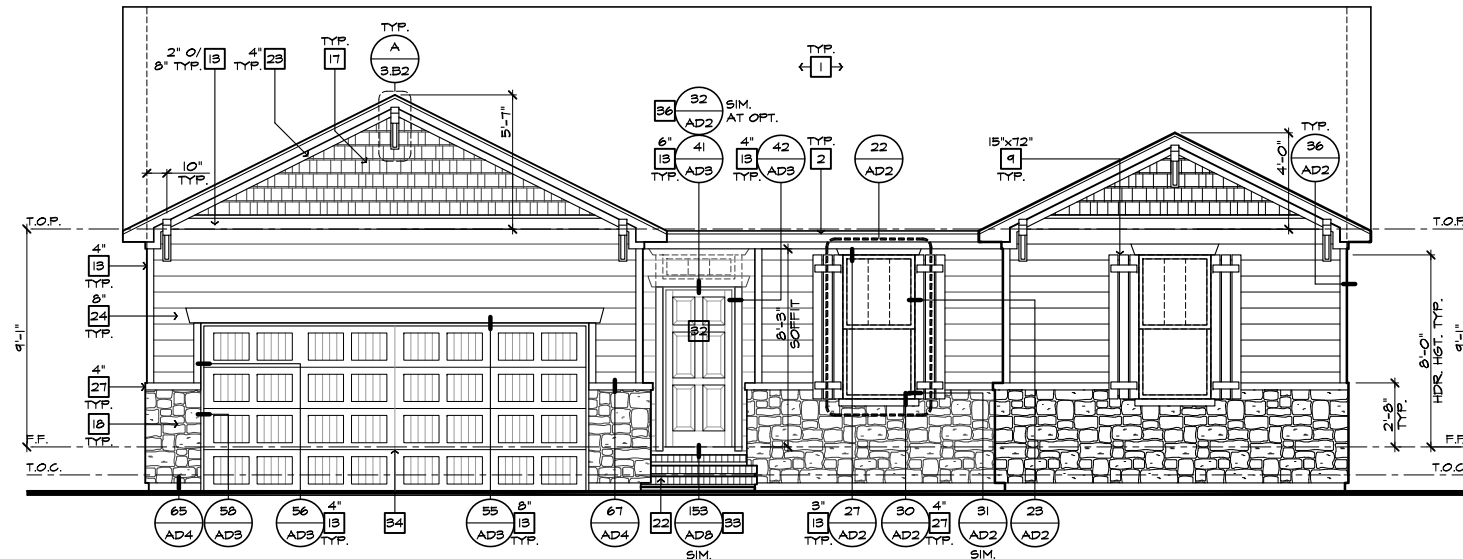 TYP.
A
3.B2
2" O/
8" TYP.
13
4"
TYP.
23
TYP.
17
TYP.
1
36
32
AD2
SIM.
AT OPT.
6"
13
TYP.
41
AD3
4"
13
TYP.
42
AD3
TYP.
2
22
AD2
15"x72"
9
TYP.
TYP.
36
AD2
5'-7"
4'-0"
10"
TYP.
T.O.P.
T.O.P.
4"
13
TYP.
8"
24
TYP.
9'-1"
32
8'-3"
SOFFIT
8'-0"
HDR. HGT. TYP.
9'-1"
4"
27
TYP.
18
TYP.
2'-8"
TYP.
F.F.
F.F.
T.O.C.
T.O.C.
65
AD4
58
AD3
56
AD3
4"
13
TYP.
34
55
AD3
8"
13
TYP.
67
AD4
22
153
AD8
SIM.
33
3"
13
TYP.
27
AD2
30
AD2
4"
27
TYP.
31
AD2
SIM.
23
AD2